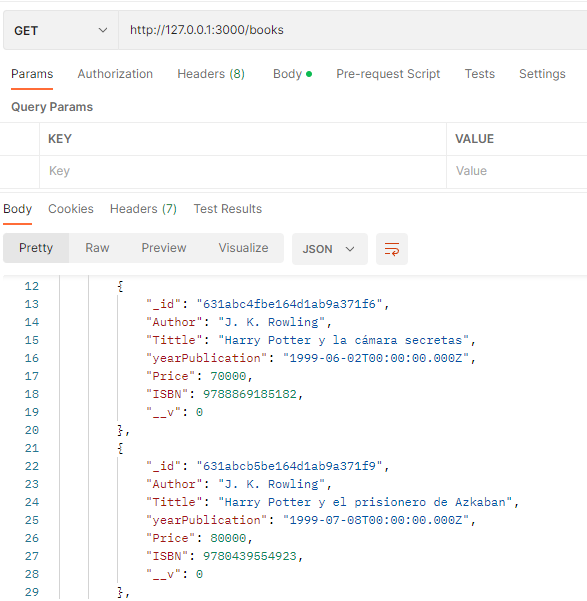 GET http://127.0.0.1:3000/books
Params Authorization Headers (8) Body Pre-request Script Tests Settings
Query Params
KEY VALUE
Key Value
Body Cookies Headers (7) Test Results
Pretty Raw Preview Visualize JSON
12 {
13 "_id": "631abc4fbe164d1ab9a371f6",
14 "Author": "J. K. Rowling",
15 "Tittle": "Harry Potter y la cámara secretas",
16 "yearPublication": "1999-06-02T00:00:00.000Z",
17 "Price": 70000,
18 "ISBN": 9788869185182,
19 "__v": 0
20 },
21 {
22 "_id": "631abcb5be164d1ab9a371f9",
23 "Author": "J. K. Rowling",
24 "Tittle": "Harry Potter y el prisionero de Azkaban",
25 "yearPublication": "1999-07-08T00:00:00.000Z",
26 "Price": 80000,
27 "ISBN": 9780439554923,
28 "__v": 0
29 },